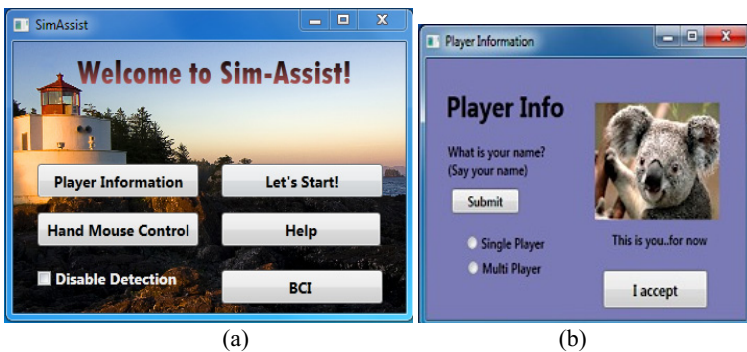 SimAssist
Welcome to Sim-Assist!
Player Information
Let's Start!
Hand Mouse Control
Help
Disable Detection
BCI
(a)
Player Information
Player Info
What is your name?
(Say your name)
Submit
Single Player
Multi Player
This is you..for now
I accept
(b)